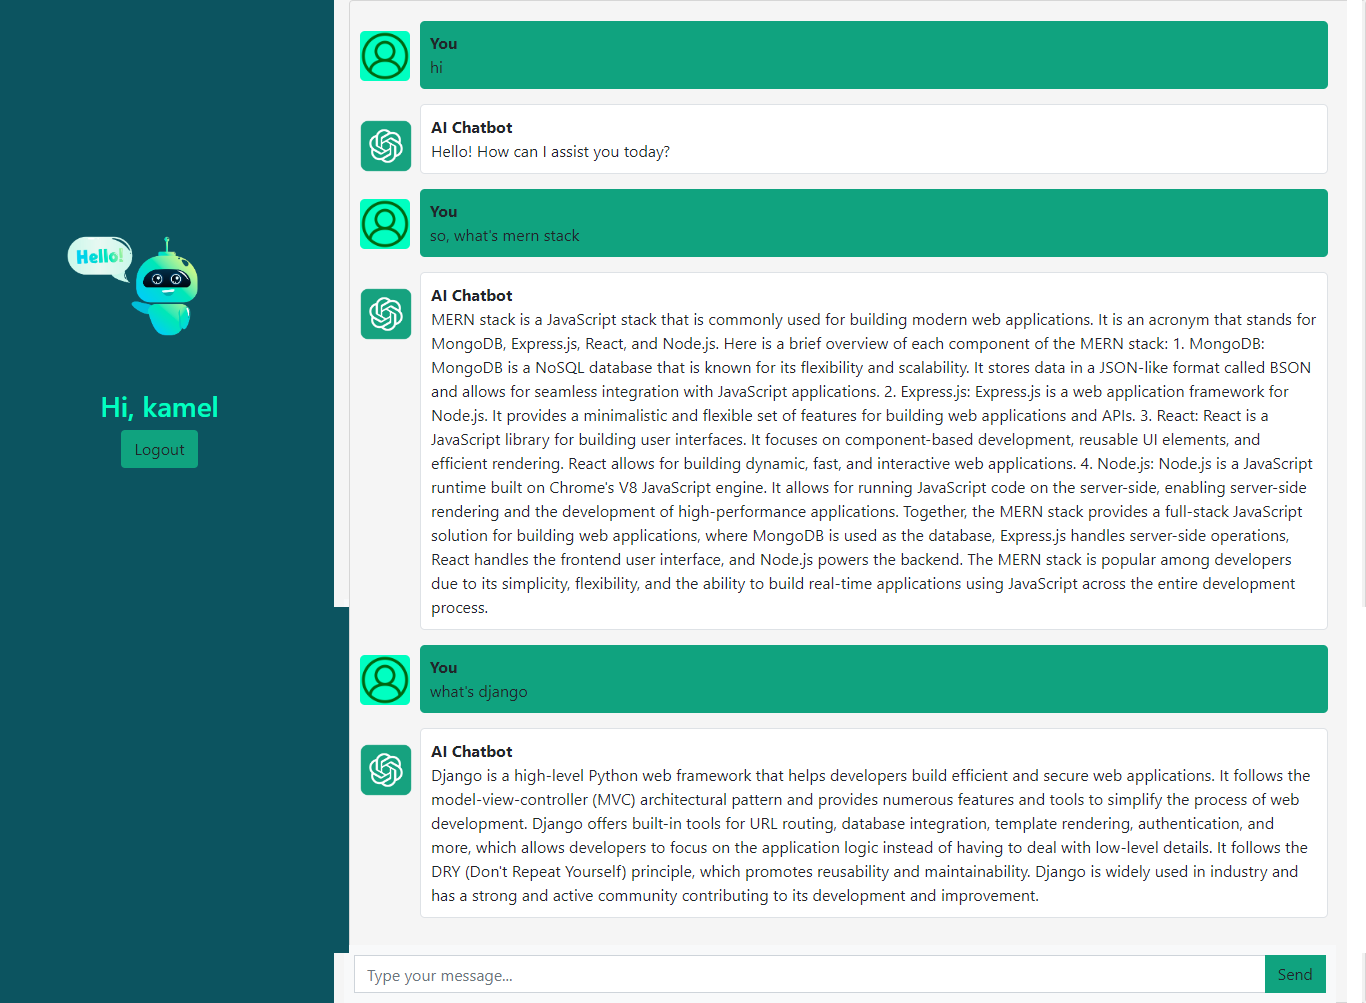 Hello!
Hi, kamel
Logout
You
hi
AI Chatbot
Hello! How can I assist you today?
You
so, what's mern stack
AI Chatbot
MERN stack is a JavaScript stack that is commonly used for building modern web applications. It is an acronym that stands for
MongoDB, Express.js, React, and Node.js. Here is a brief overview of each component of the MERN stack: 1. MongoDB:
MongoDB is a NoSQL database that is known for its flexibility and scalability. It stores data in a JSON-like format called BSON
and allows for seamless integration with JavaScript applications. 2. Express.js: Express.js is a web application framework for
Node.js. It provides a minimalistic and flexible set of features for building web applications and APIs. 3. React: React is a
JavaScript library for building user interfaces. It focuses on component-based development, reusable UI elements, and
efficient rendering. React allows for building dynamic, fast, and interactive web applications. 4. Node.js: Node.js is a JavaScript
runtime built on Chrome's V8 JavaScript engine. It allows for running JavaScript code on the server-side, enabling server-side
rendering and the development of high-performance applications. Together, the MERN stack provides a full-stack JavaScript
solution for building web applications, where MongoDB is used as the database, Express.js handles server-side operations,
React handles the frontend user interface, and Node.js powers the backend. The MERN stack is popular among developers
due to its simplicity, flexibility, and the ability to build real-time applications using JavaScript across the entire development
process.
You
what's django
AI Chatbot
Django is a high-level Python web framework that helps developers build efficient and secure web applications. It follows the
model-view-controller (MVC) architectural pattern and provides numerous features and tools to simplify the process of web
development. Django offers built-in tools for URL routing, database integration, template rendering, authentication, and
more, which allows developers to focus on the application logic instead of having to deal with low-level details. It follows the
DRY (Don't Repeat Yourself) principle, which promotes reusability and maintainability. Django is widely used in industry and
has a strong and active community contributing to its development and improvement.
Type your message...
Send